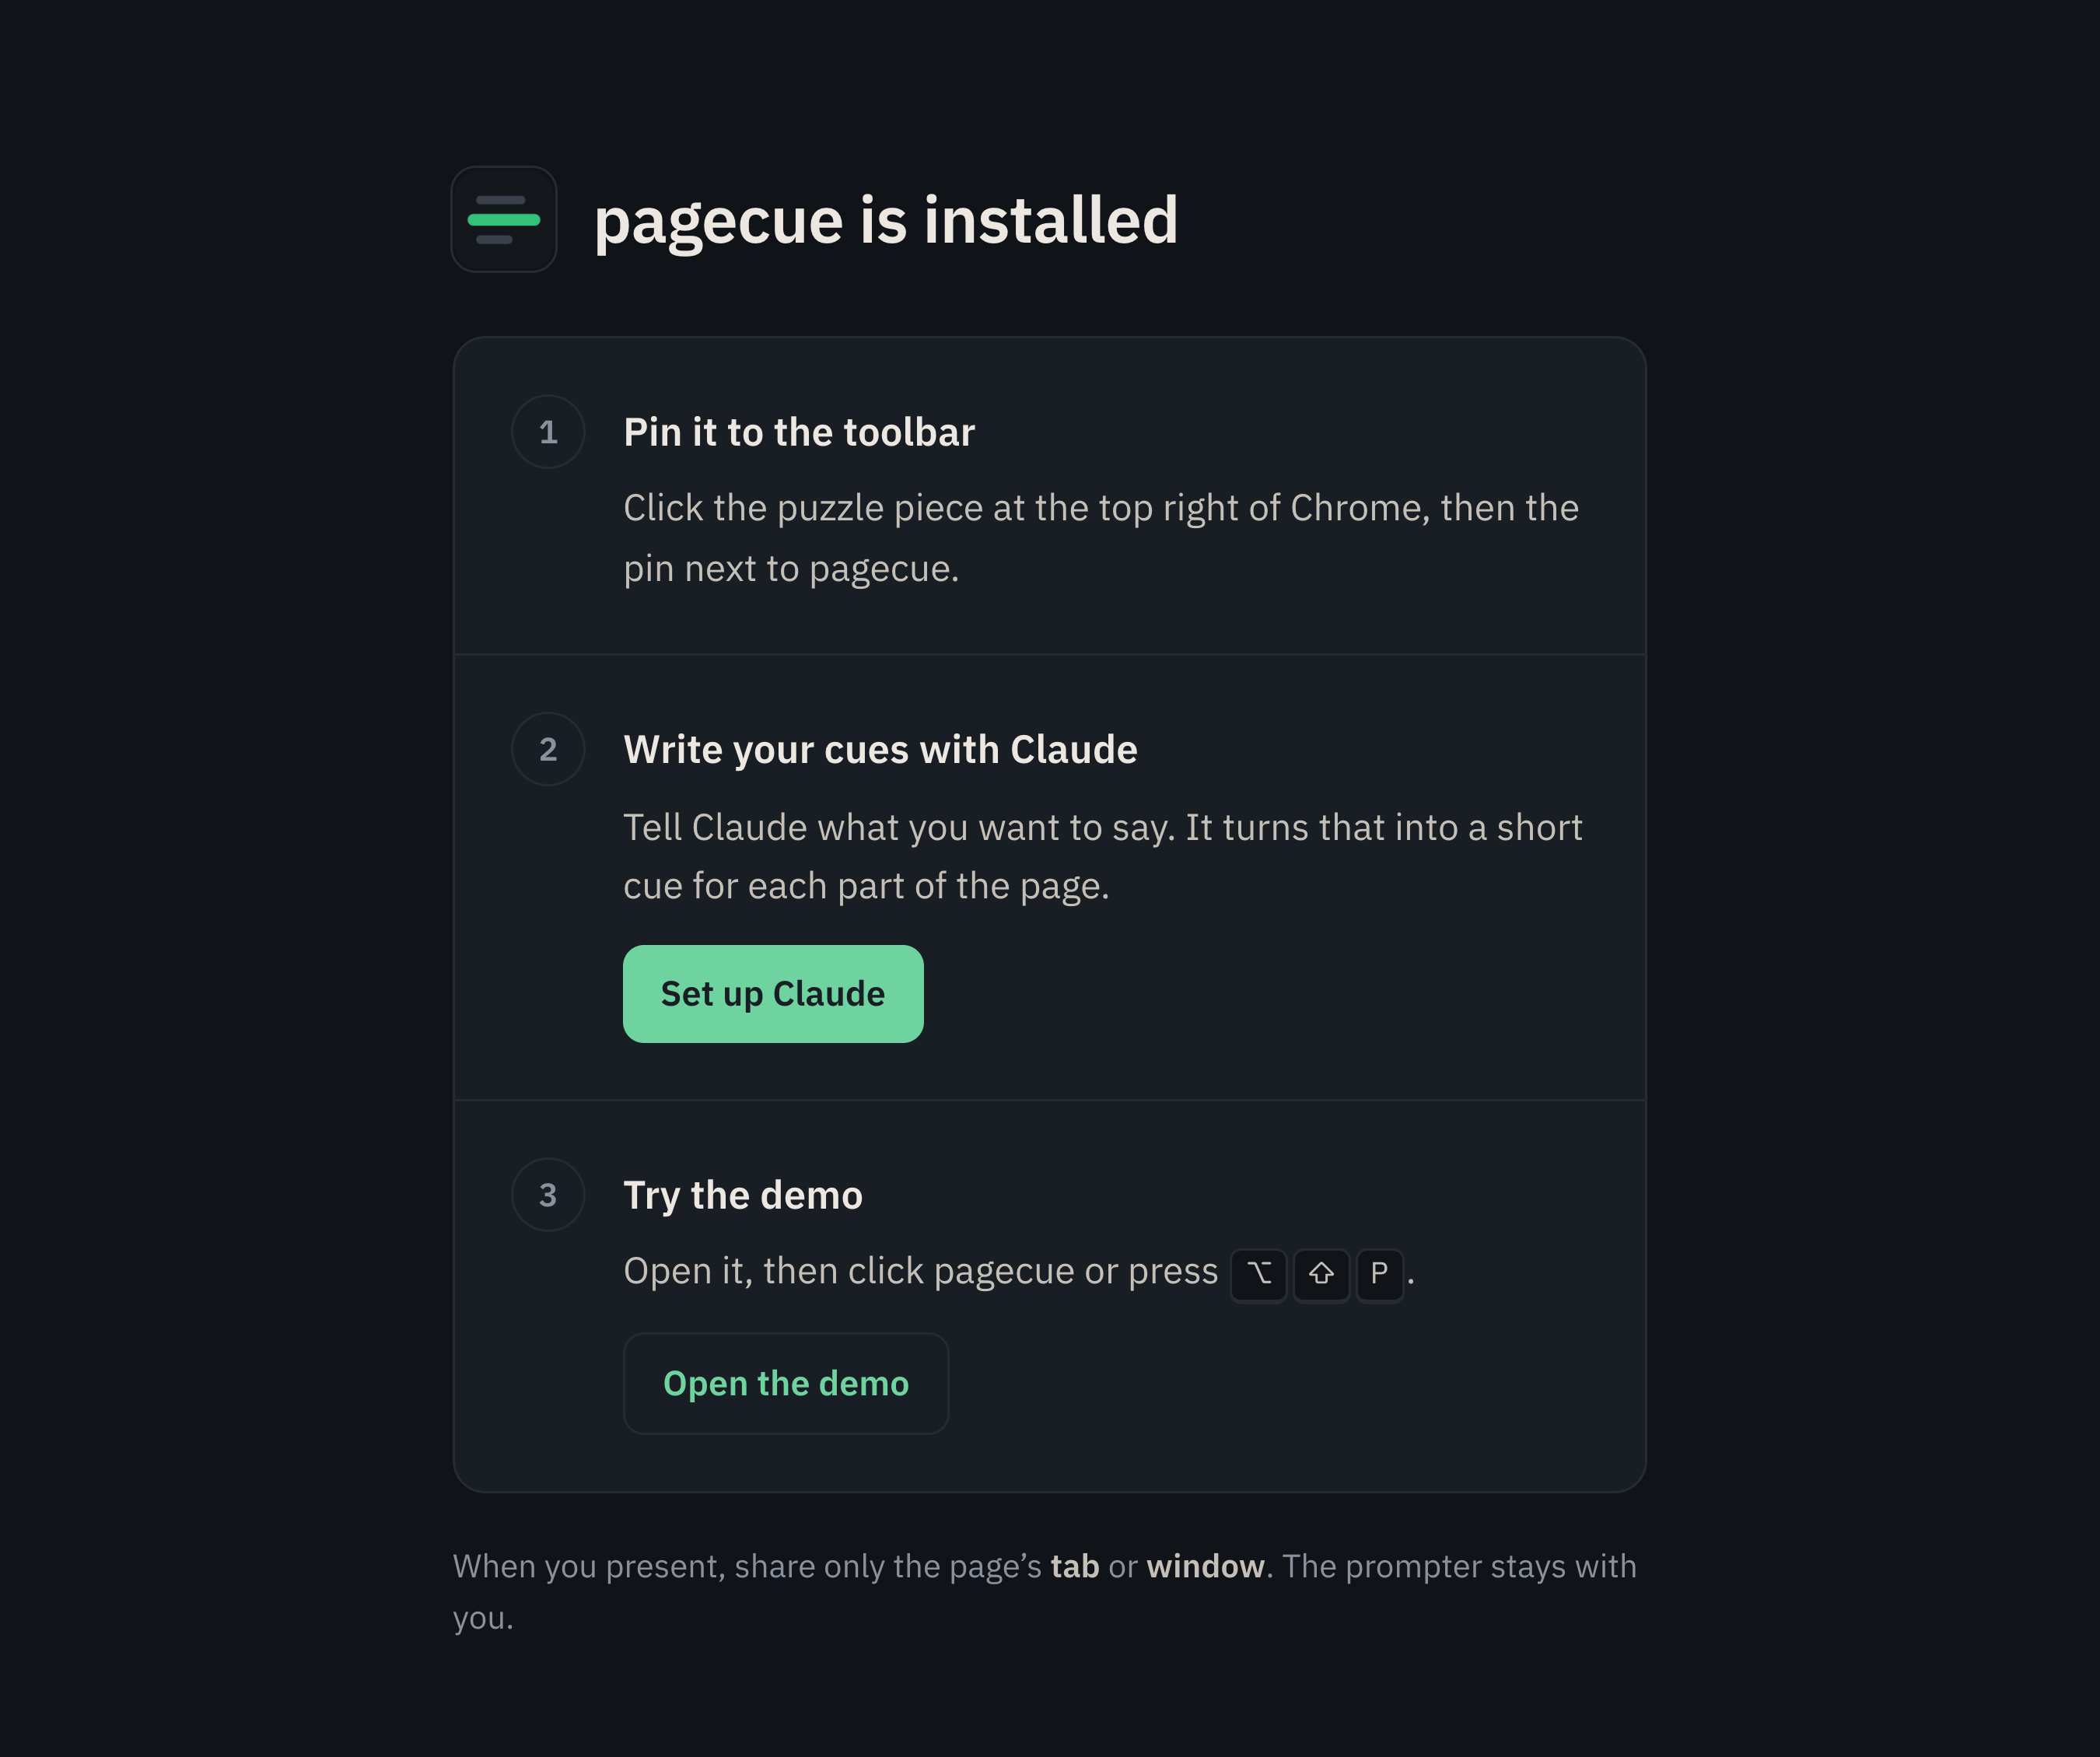 pagecue is installed
1
Pin it to the toolbar
Click the puzzle piece at the top right of Chrome, then the
pin next to pagecue.
2
Write your cues with Claude
Tell Claude what you want to say. It turns that into a short
cue for each part of the page.
Set up Claude
3
Try the demo
Open it, then click pagecue or press ⌥ ⇧ P.
Open the demo
When you present, share only the page’s tab or window. The prompter stays with
you.